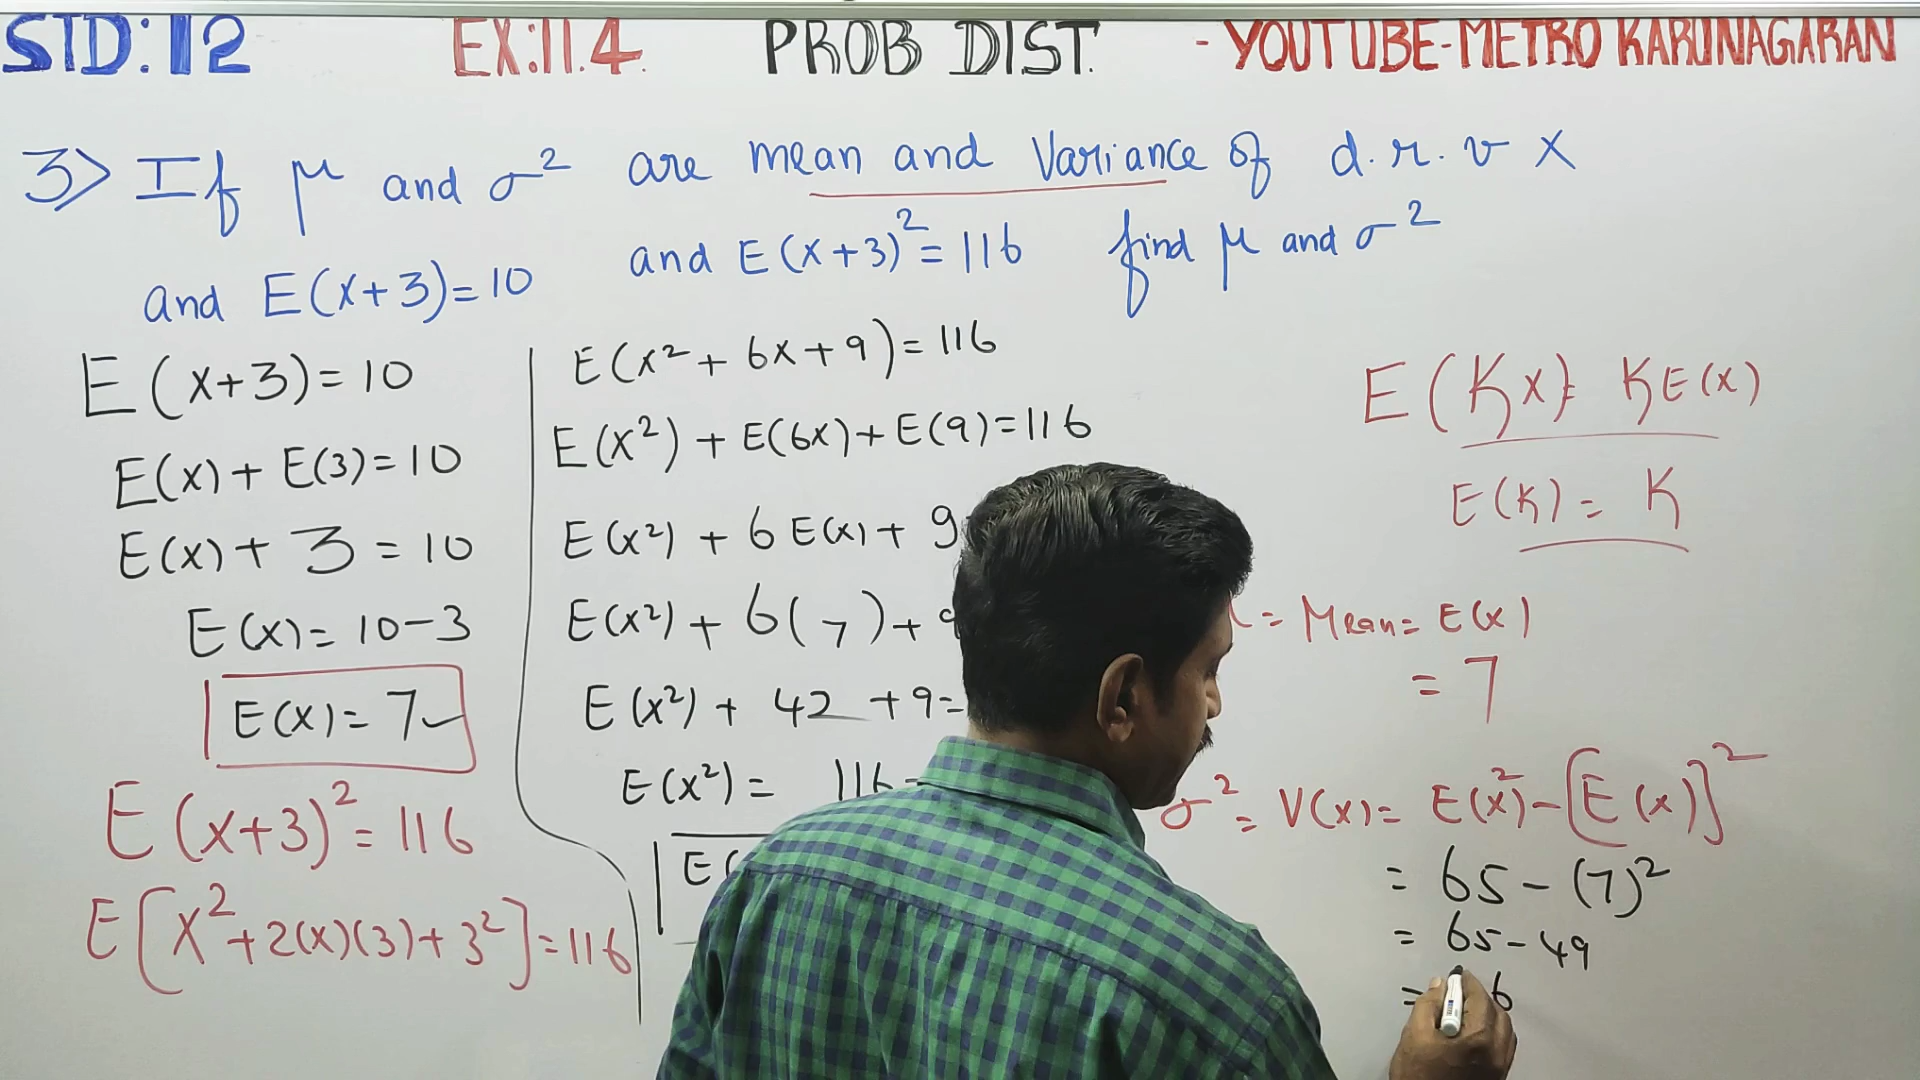 STD:12 EX:11.4. PROB DIST. - YOUTUBE-METRO KARUNAGARAN
3> If μ and σ² are mean and Variance of d.r.v X
and E(x+3)=10 and E(x+3)²=116 find μ and σ²
E(x+3)=10
E(x)+E(3)=10
E(x)+3=10
E(x)=10-3
E(x)=7
E(x+3)²=116
E[x²+2(x)(3)+3²]=116
E(x²+6x+9)=116
E(x²)+E(6x)+E(9)=116
E(x²)+6E(x)+9
E(x²)+6(7)+
E(x²)+42+9=
E(x²)=116-
E(
E(Kx)=KE(x)
E(K)=K
=Mean=E(x)
=7
σ²=V(x)=E(x²)-[E(x)]²
=65-(7)²
=65-49
= 6